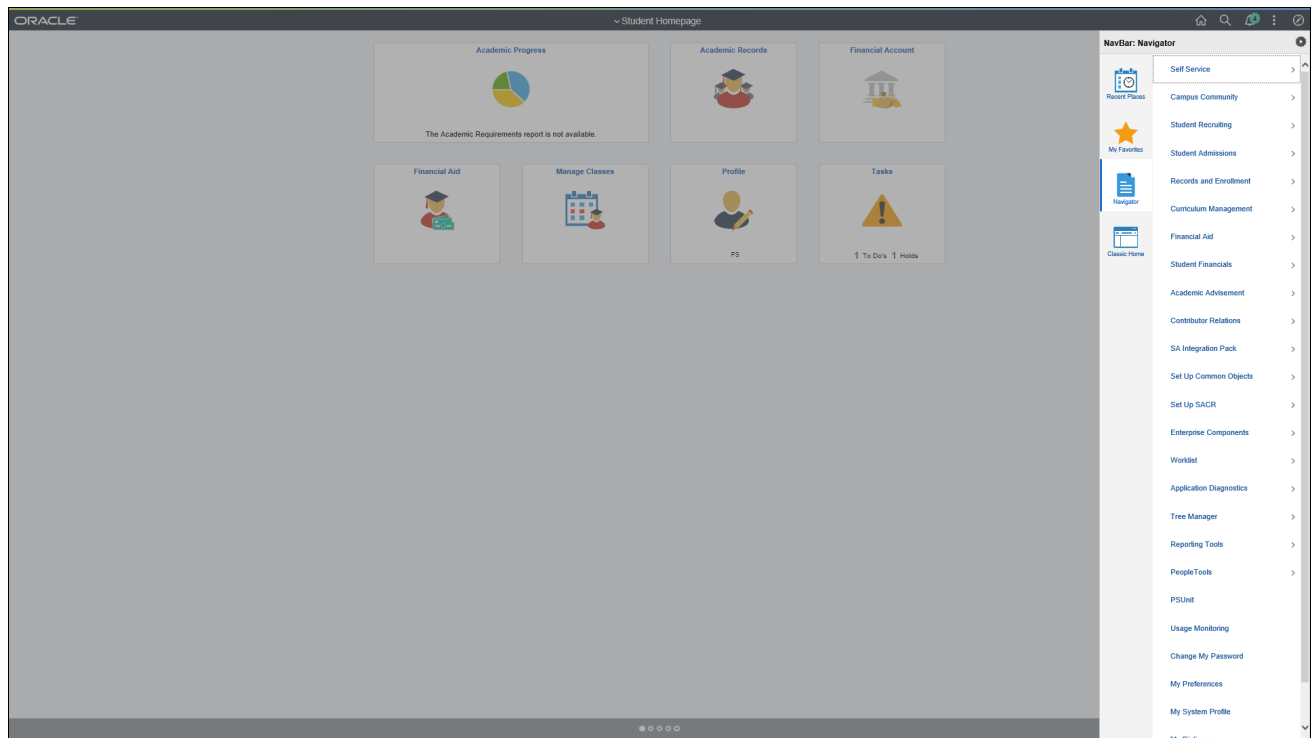 ORACLE
Student Homepage
4
Academic Progress
The Academic Requirements report is not available.
Academic Records
Financial Account
Financial Aid
Manage Classes
Profile
PS
Tasks
1 To Do's 1 Holds
NavBar: Navigator
Recent Places
My Favorites
Navigator
Classic Home
Self Service
Campus Community
Student Recruiting
Student Admissions
Records and Enrollment
Curriculum Management
Financial Aid
Student Financials
Academic Advisement
Contributor Relations
SA Integration Pack
Set Up Common Objects
Set Up SACR
Enterprise Components
Worklist
Application Diagnostics
Tree Manager
Reporting Tools
PeopleTools
PSUnit
Usage Monitoring
Change My Password
My Preferences
My System Profile